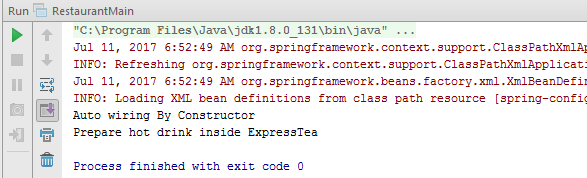 Run RestaurantMain
"C:\Program Files\Java\jdk1.8.0_131\bin\java" ...
Jul 11, 2017 6:52:49 AM org.springframework.context.support.ClassPathXmlAp
INFO: Refreshing org.springframework.context.support.ClassPathXmlApplicati
Jul 11, 2017 6:52:49 AM org.springframework.beans.factory.xml.XmlBeanDefin
INFO: Loading XML bean definitions from class path resource [spring-config
Auto wiring By Constructor
Prepare hot drink inside ExpressTea
Process finished with exit code 0